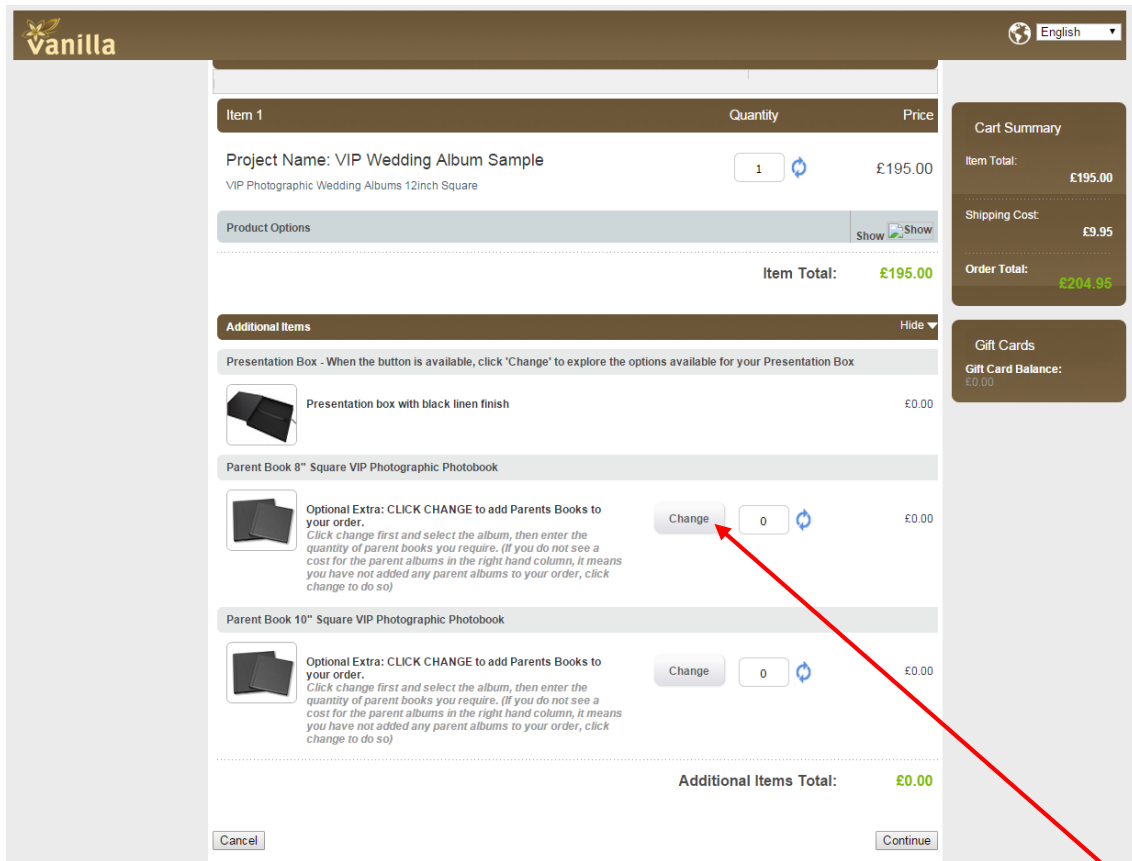 vanilla
English
Item 1 Quantity Price
Project Name: VIP Wedding Album Sample
VIP Photographic Wedding Albums 12inch Square
1
£195.00
Product Options
Show Show
Item Total: £195.00
Additional Items Hide
Presentation Box - When the button is available, click 'Change' to explore the options available for your Presentation Box
Presentation box with black linen finish £0.00
Parent Book 8" Square VIP Photographic Photobook
Optional Extra: CLICK CHANGE to add Parents Books to
your order.
Click change first and select the album, then enter the
quantity of parent books you require. (If you do not see a
cost for the parent albums in the right hand column, it means
you have not added any parent albums to your order, click
change to do so)
Change 0 £0.00
Parent Book 10" Square VIP Photographic Photobook
Optional Extra: CLICK CHANGE to add Parents Books to
your order.
Click change first and select the album, then enter the
quantity of parent books you require. (If you do not see a
cost for the parent albums in the right hand column, it means
you have not added any parent albums to your order, click
change to do so)
Change 0 £0.00
Additional Items Total: £0.00
Cancel Continue
Cart Summary
Item Total:
£195.00
Shipping Cost:
£9.95
Order Total:
£204.95
Gift Cards
Gift Card Balance:
£0.00